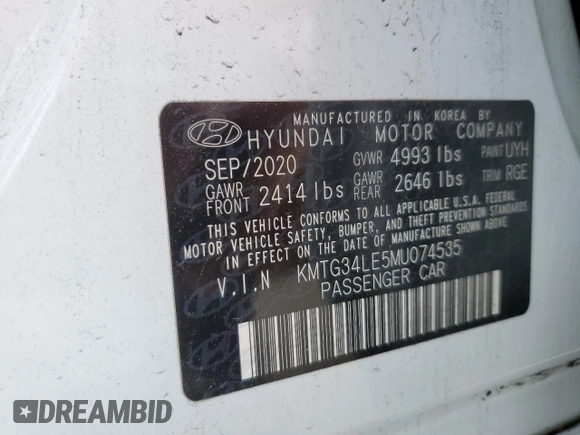 MANUFACTURED IN KOREA BY
HYUNDAI MOTOR COMPANY
SEP/2020 GVWR 4993 lbs PAINT UYH
GAWR FRONT 2414 lbs GAWR REAR 2646 lbs TRIM RGE
THIS VEHICLE CONFORMS TO ALL APPLICABLE U.S.A. FEDERAL
MOTOR VEHICLE SAFETY, BUMPER, AND THEFT PREVENTION STANDARDS
IN EFFECT ON THE DATE OF MANUFACTURE SHOWN ABOVE
V.I.N KMTG34LE5MU074535
PASSENGER CAR
DREAMBID